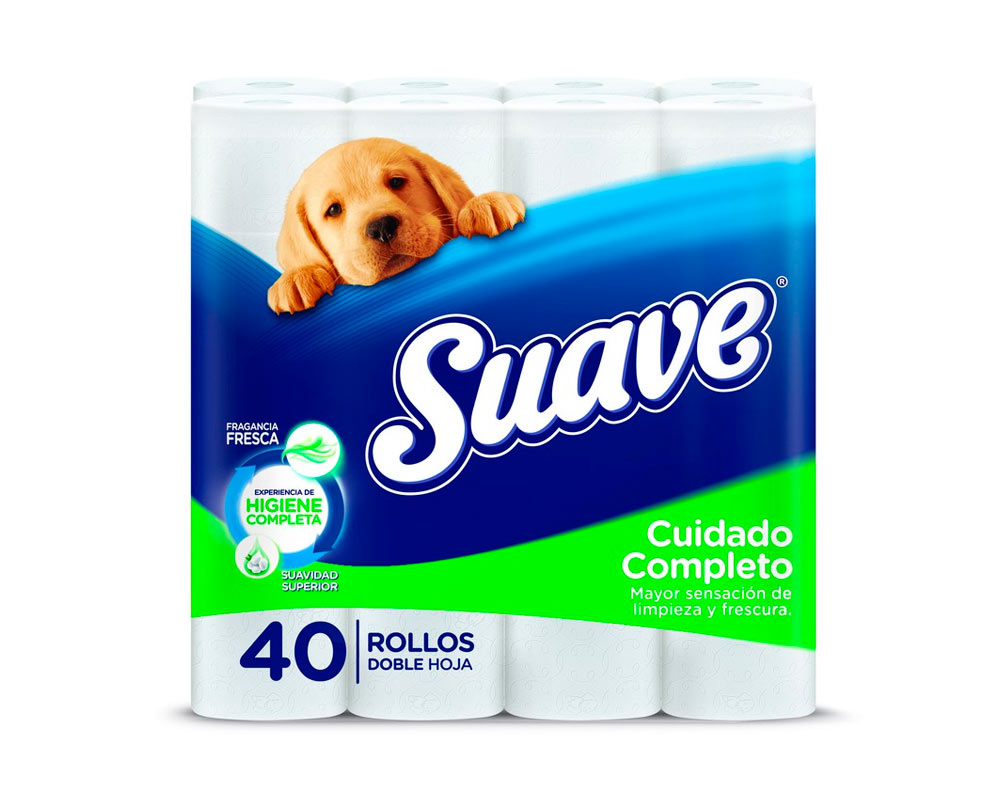 Suave®
FRAGANCIA
FRESCA
EXPERIENCIA DE
HIGIENE
COMPLETA
SUAVIDAD
SUPERIOR
Cuidado
Completo
Mayor sensación de
limpieza y frescura.
40 ROLLOS
DOBLE HOJA